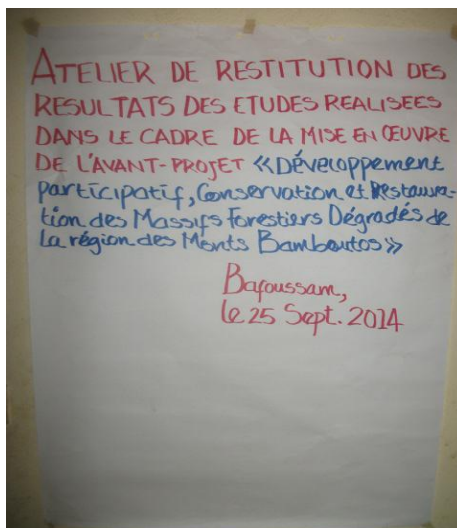 ATELIER DE RESTITUTION DES
RESULTATS DES ETUDES REALISEES
DANS LE CADRE DE LA MISE EN ŒUVRE
DE L'AVANT-PROJET «Développement
participatif, Conservation et Restaura-
tion des Massifs Forestiers Dégradés de
La région des Monts Bamboutos»
Bafoussam,
le 25 Sept. 2014